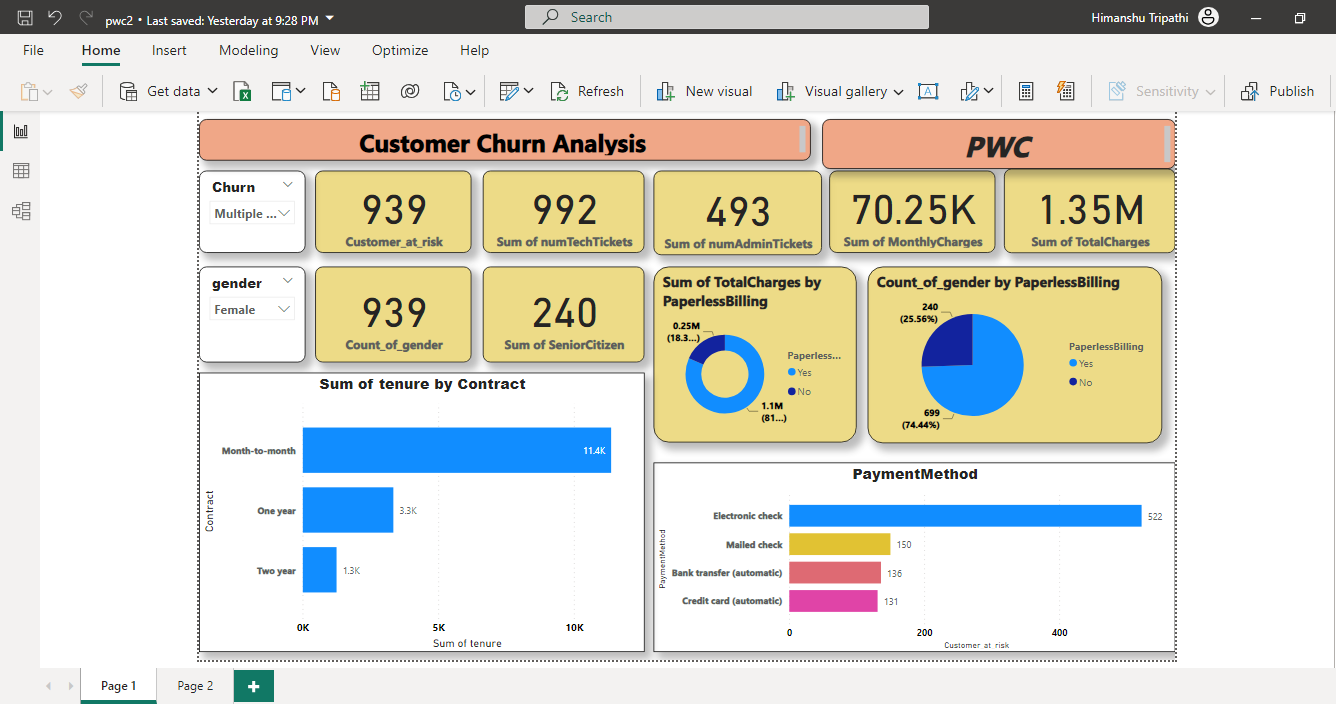 pwc2 • Last saved: Yesterday at 9:28 PM
Search
Himanshu Tripathi
File
Home
Insert
Modeling
View
Optimize
Help
Get data
Refresh
New visual
Visual gallery
A
Sensitivity
Publish
Customer Churn Analysis
PWC
Churn
Multiple ...
939
Customer_at_risk
992
Sum of numTechTickets
493
Sum of numAdminTickets
70.25K
Sum of MonthlyCharges
1.35M
Sum of TotalCharges
gender
Female
939
Count_of_gender
240
Sum of SeniorCitizen
Sum of TotalCharges by
PaperlessBilling
0.25M
(18.3...)
1.1M
(81...)
Paperless...
Yes
No
Count_of_gender by PaperlessBilling
240
(25.56%)
699
(74.44%)
PaperlessBilling
Yes
No
Sum of tenure by Contract
Contract
Month-to-month
11.4K
One year
3.3K
Two year
1.3K
0K
5K
10K
Sum of tenure
PaymentMethod
PaymentMethod
Electronic check
522
Mailed check
150
Bank transfer (automatic)
136
Credit card (automatic)
131
0
200
400
Customer_at_risk
Page 1
Page 2